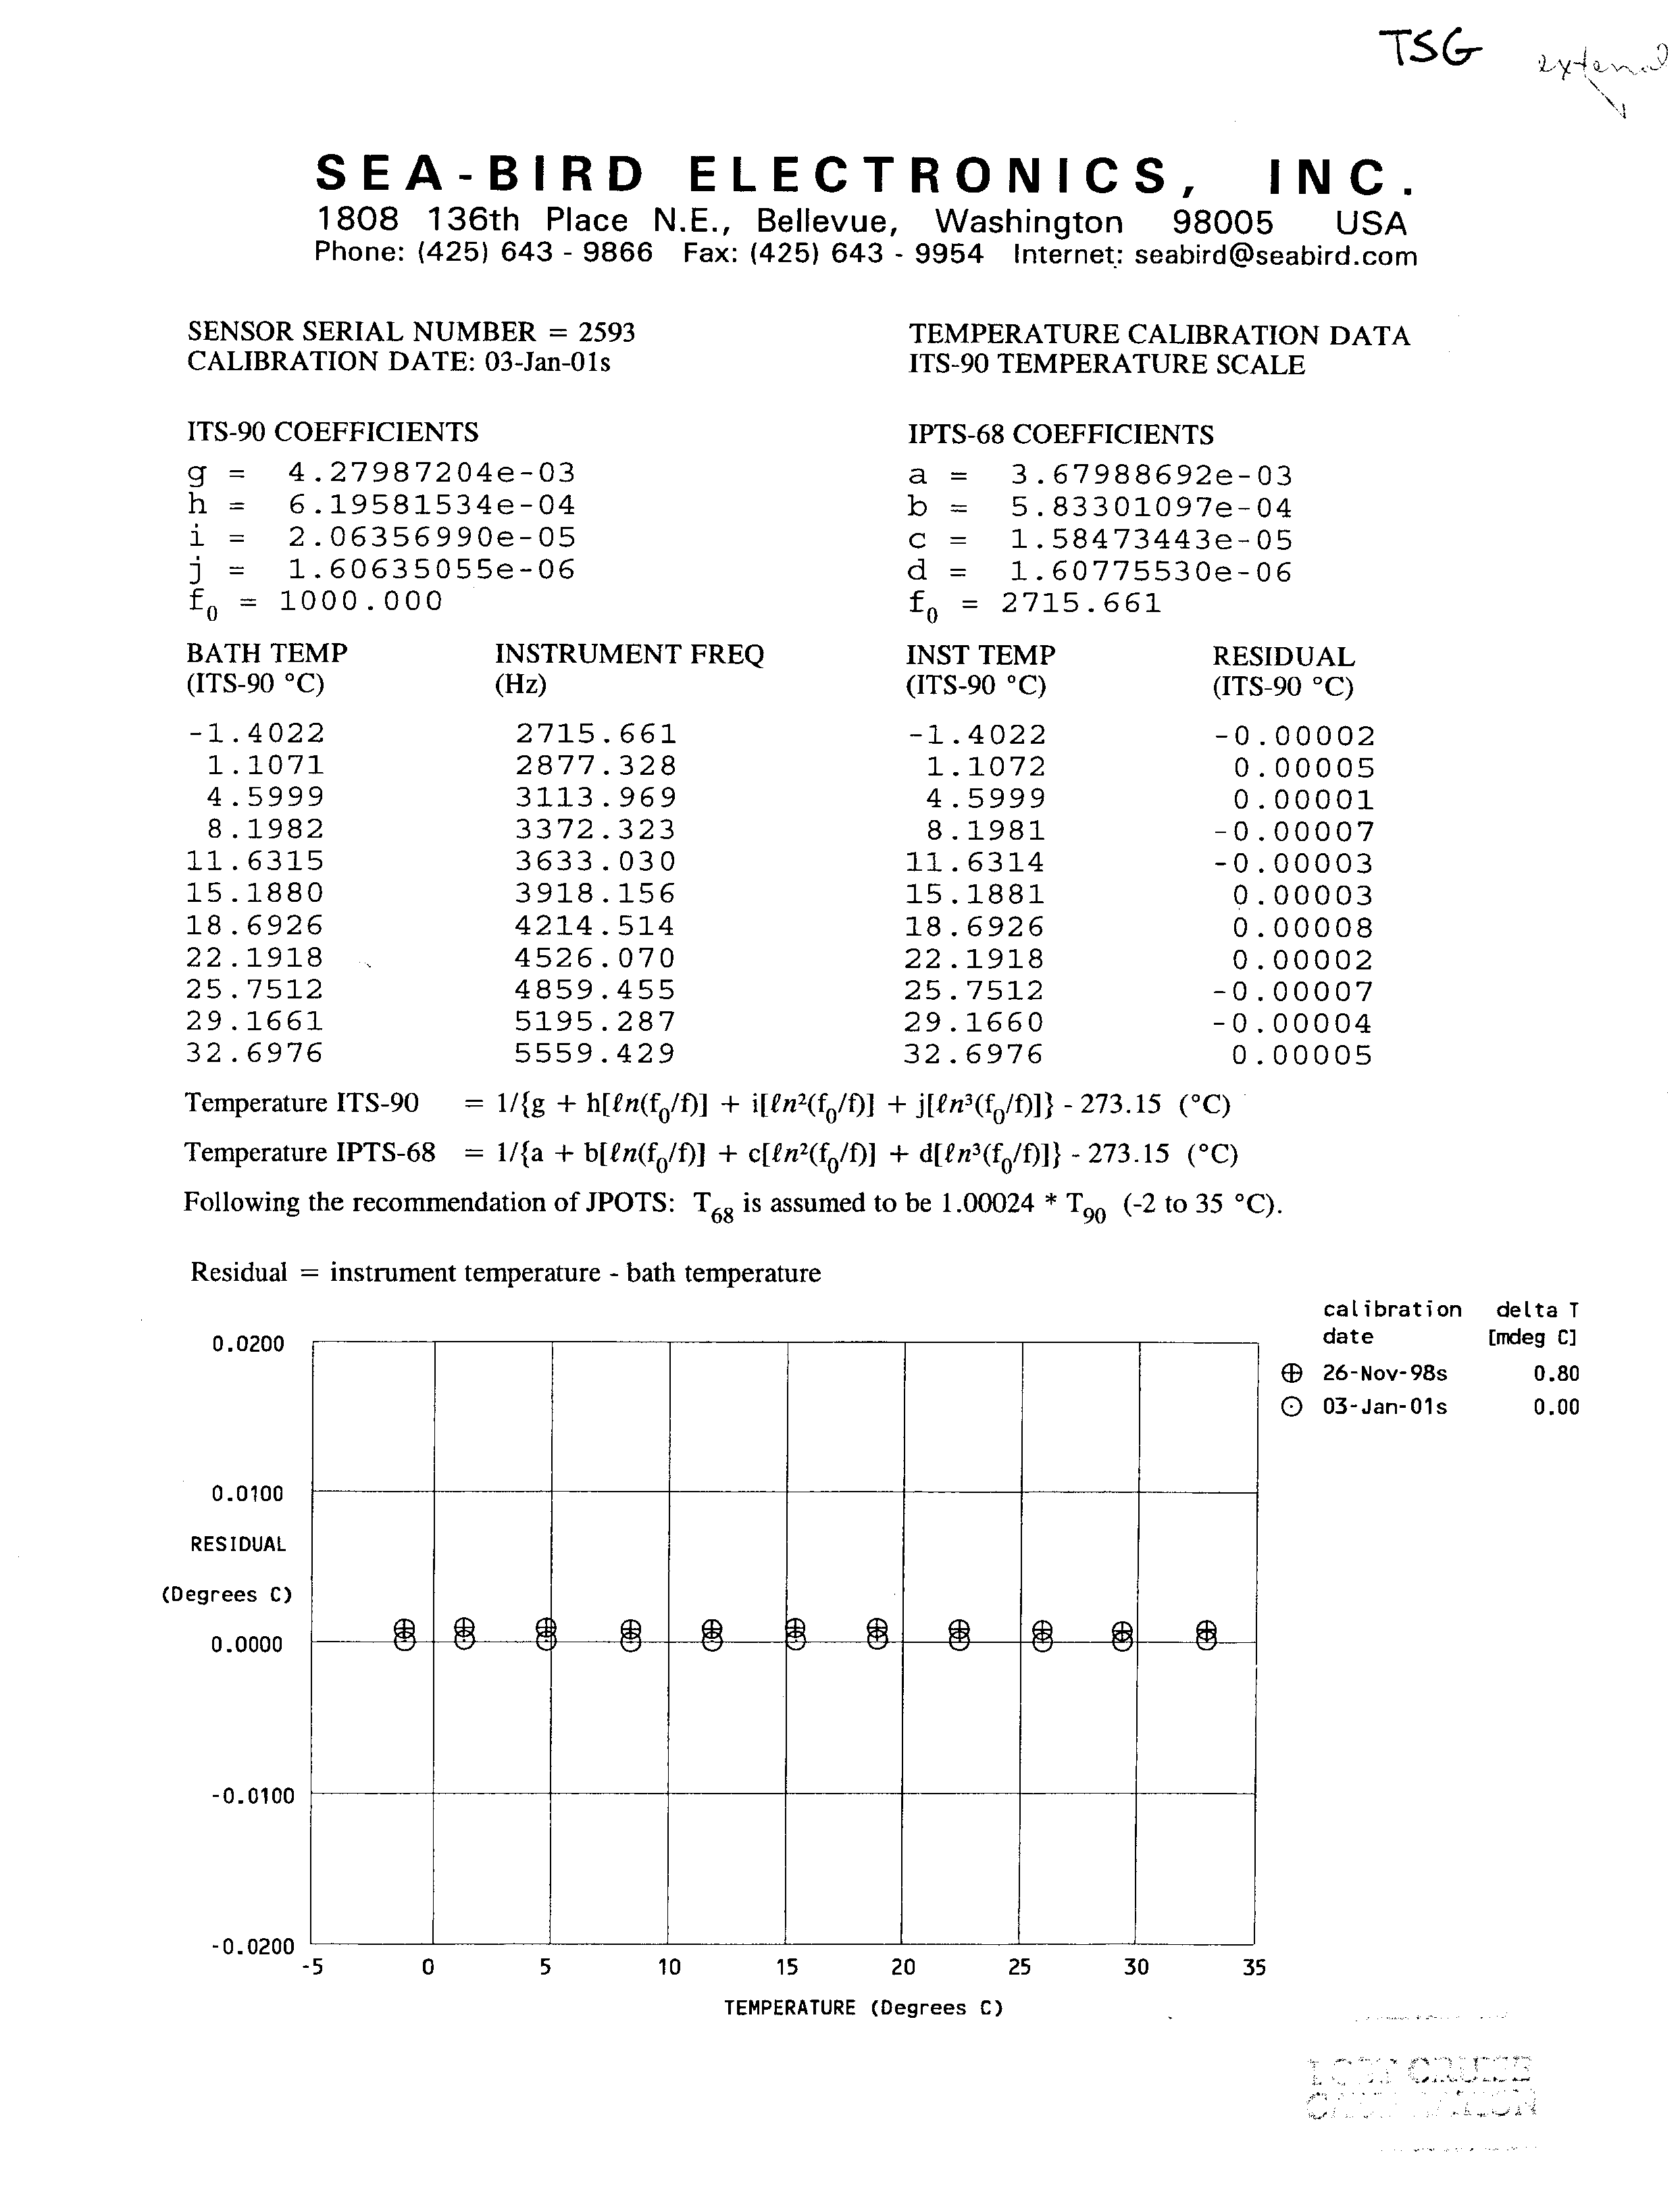 TSG external
SEA-BIRD ELECTRONICS, INC.
1808 136th Place N.E., Bellevue, Washington 98005 USA
Phone: (425) 643 - 9866 Fax: (425) 643 - 9954 Internet: seabird@seabird.com
SENSOR SERIAL NUMBER = 2593 TEMPERATURE CALIBRATION DATA
CALIBRATION DATE: 03-Jan-01s ITS-90 TEMPERATURE SCALE
ITS-90 COEFFICIENTS IPTS-68 COEFFICIENTS
g = 4.27987204e-03 a = 3.67988692e-03
h = 6.19581534e-04 b = 5.83301097e-04
i = 2.06356990e-05 c = 1.58473443e-05
j = 1.60635055e-06 d = 1.60775530e-06
f₀ = 1000.000 f₀ = 2715.661
BATH TEMP INSTRUMENT FREQ INST TEMP RESIDUAL
(ITS-90 °C) (Hz) (ITS-90 °C) (ITS-90 °C)
-1.4022 2715.661 -1.4022 -0.00002
1.1071 2877.328 1.1072 0.00005
4.5999 3113.969 4.5999 0.00001
8.1982 3372.323 8.1981 -0.00007
11.6315 3633.030 11.6314 -0.00003
15.1880 3918.156 15.1881 0.00003
18.6926 4214.514 18.6926 0.00008
22.1918 4526.070 22.1918 0.00002
25.7512 4859.455 25.7512 -0.00007
29.1661 5195.287 29.1660 -0.00004
32.6976 5559.429 32.6976 0.00005
Temperature ITS-90 = 1/{g + h[ℓn(f₀/f)] + i[ℓn²(f₀/f)] + j[ℓn³(f₀/f)]} - 273.15 (°C)
Temperature IPTS-68 = 1/{a + b[ℓn(f₀/f)] + c[ℓn²(f₀/f)] + d[ℓn³(f₀/f)]} - 273.15 (°C)
Following the recommendation of JPOTS: T₆₈ is assumed to be 1.00024 * T₉₀ (-2 to 35 °C).
Residual = instrument temperature - bath temperature
calibration delta T
date [mdeg C]
26-Nov-98s 0.80
03-Jan-01s 0.00
0.0200
0.0100
RESIDUAL
(Degrees C)
0.0000
-0.0100
-0.0200
-5 0 5 10 15 20 25 30 35
TEMPERATURE (Degrees C)
CRUISE